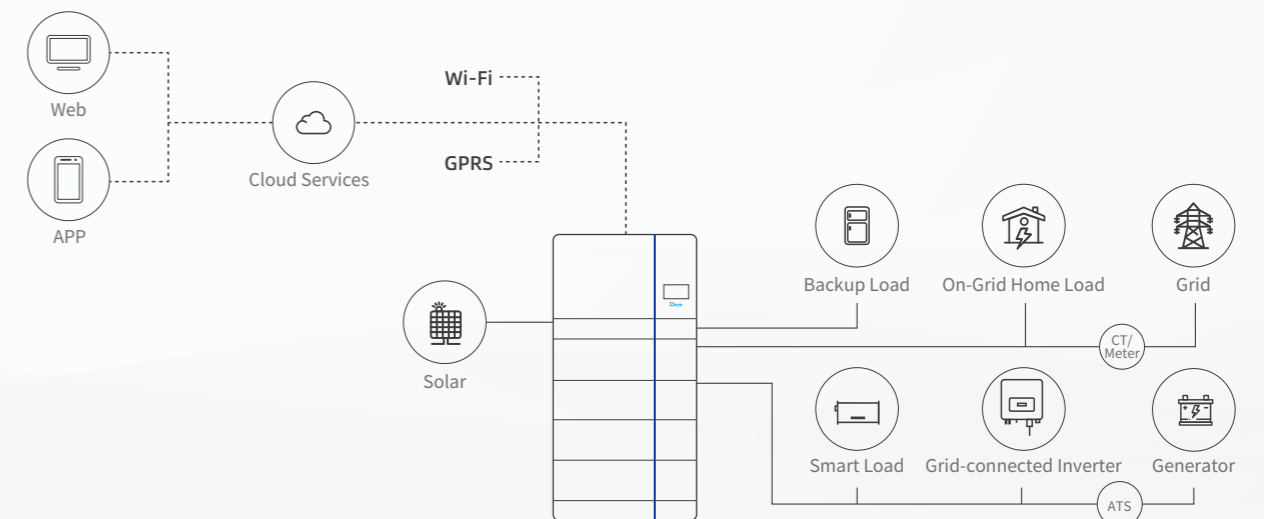 Web
APP
Cloud Services
Wi-Fi
GPRS
Solar
Deye
Backup Load
On-Grid Home Load
Grid
CT/
Meter
Smart Load
Grid-connected Inverter
Generator
ATS